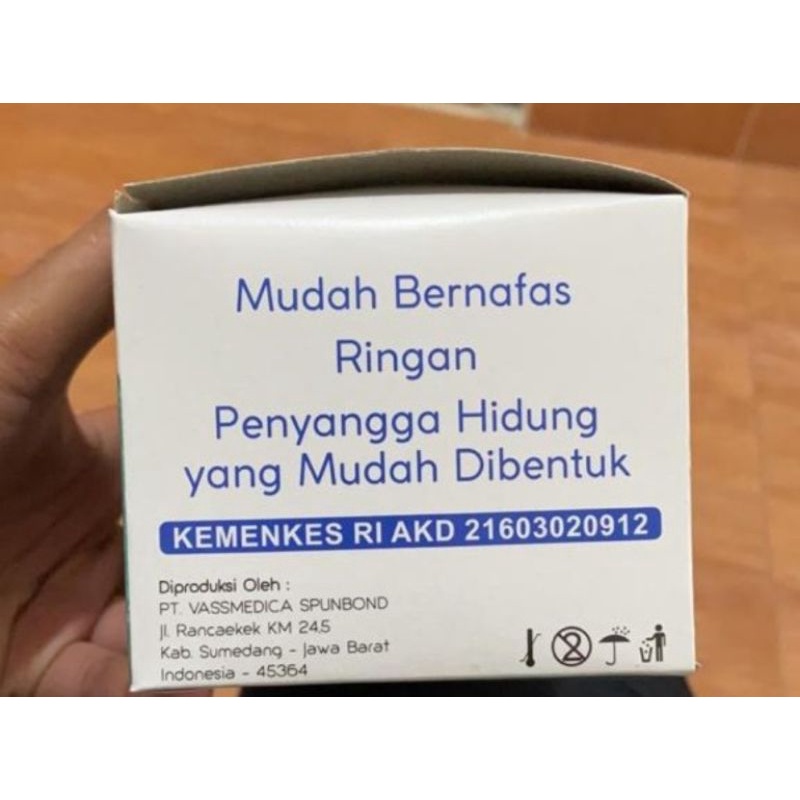 Mudah Bernafas
Ringan
Penyangga Hidung
yang Mudah Dibentuk
KEMENKES RI AKD 21603020912
Diproduksi Oleh :
PT. VASSMEDICA SPUNBOND
Jl. Rancaekek KM 24.5
Kab. Sumedang - Jawa Barat
Indonesia - 45364
2